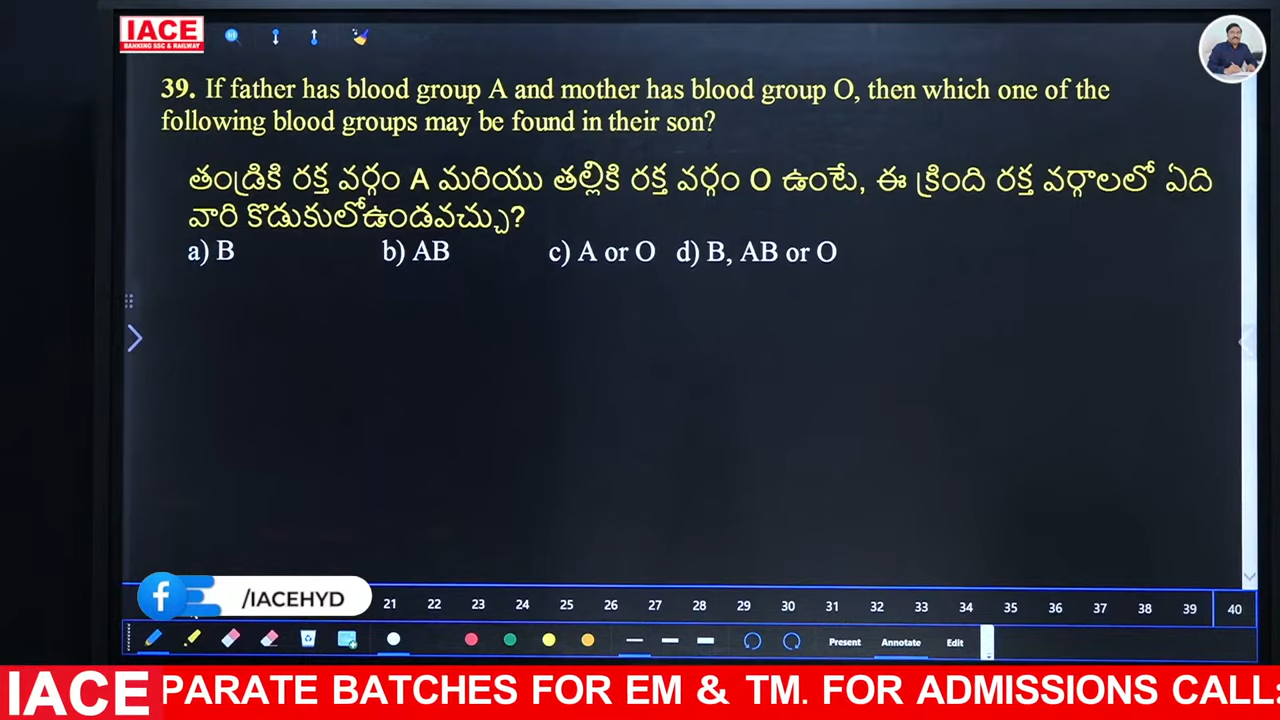 IACE
BANKING SSC & RAILWAY
39. If father has blood group A and mother has blood group O, then which one of the
following blood groups may be found in their son?
తండ్రికి రక్త వర్గం A మరియు తల్లికి రక్త వర్గం O ఉంటే, ఈ క్రింది రక్త వర్గాలలో ఏది
వారి కొడుకులోఉండవచ్చు?
a) B b) AB c) A or O d) B, AB or O
/IACEHYD 21 22 23 24 25 26 27 28 29 30 31 32 33 34 35 36 37 38 39 40
Present Annotate Edit
IACE PARATE BATCHES FOR EM & TM. FOR ADMISSIONS CALL: